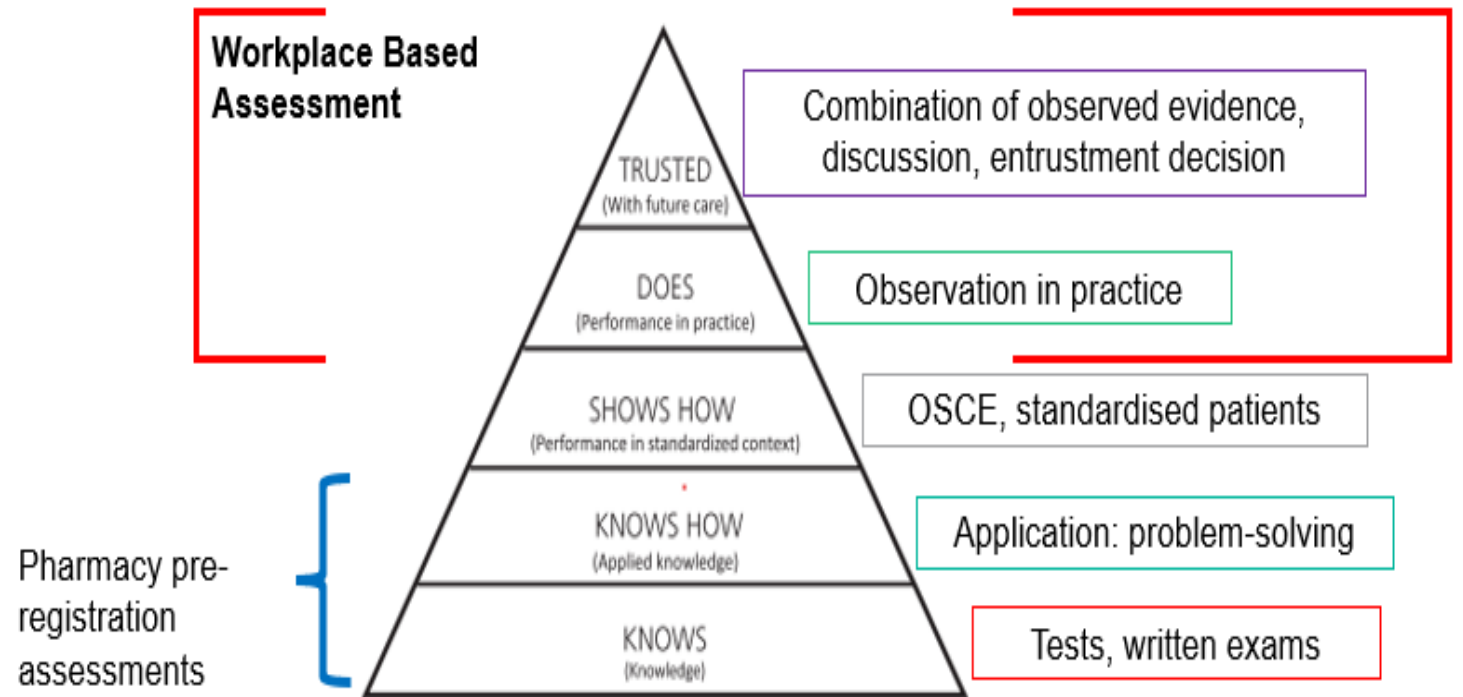 Workplace Based
Assessment
Combination of observed evidence,
discussion, entrustment decision
TRUSTED
(With future care)
DOES
(Performance in practice)
Observation in practice
SHOWS HOW
(Performance in standardized context)
OSCE, standardised patients
KNOWS HOW
(Applied knowledge)
Application: problem-solving
Pharmacy pre-
registration
assessments
KNOWS
(Knowledge)
Tests, written exams